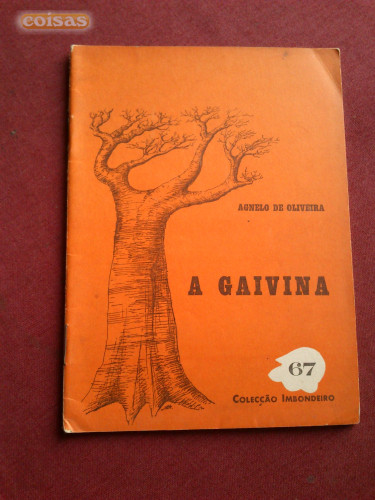 coisas
AGNELO DE OLIVEIRA
A GAIVINA
67
COLECÇÃO IMBONDEIRO